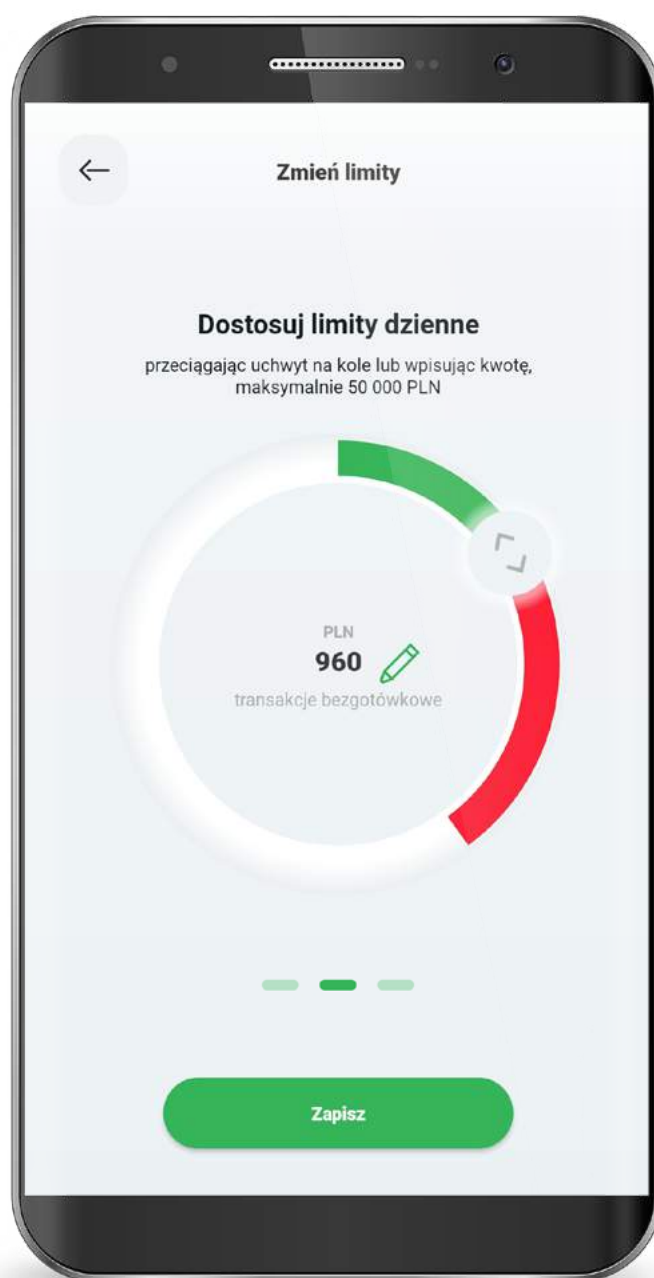 Zmień limity
Dostosuj limity dzienne
przeciągając uchwyt na kole lub wpisując kwotę,
maksymalnie 50 000 PLN
PLN
960
transakcje bezgotówkowe
Zapisz